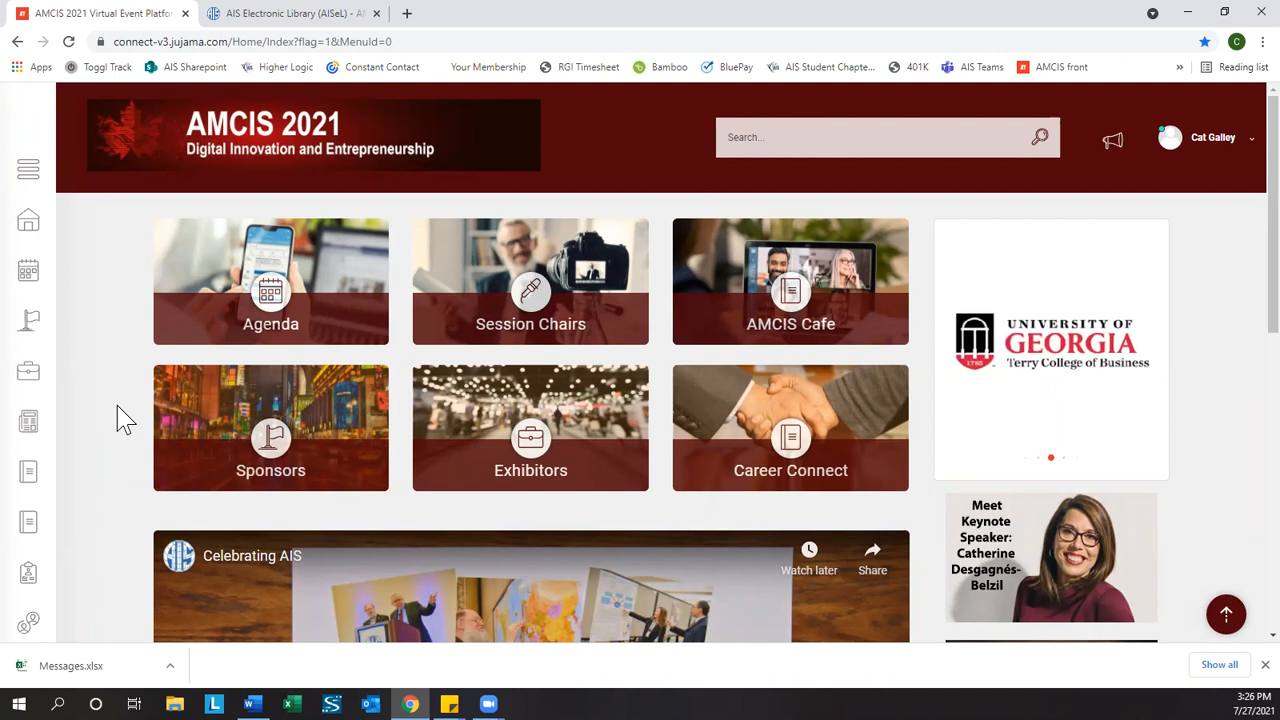 AMCIS 2021 Virtual Event Platfo
AIS Electronic Library (AISeL) - AM
connect-v3.jujama.com/Home/Index?flag=1&MenuId=0
C
Apps
Toggl Track
AIS Sharepoint
Higher Logic
Constant Contact
Your Membership
RGI Timesheet
Bamboo
BluePay
AIS Student Chapte...
401K
AIS Teams
AMCIS front
»
Reading list
AMCIS 2021
Digital Innovation and Entrepreneurship
Search...
Cat Galley
Agenda
Session Chairs
AMCIS Cafe
Sponsors
Exhibitors
Career Connect
1785
UNIVERSITY OF
GEORGIA
Terry College of Business
AIS
Celebrating AIS
Watch later
Share
Meet
Keynote
Speaker:
Catherine
Desgagnés-
Belzil
Messages.xlsx
Show all
3:26 PM
7/27/2021